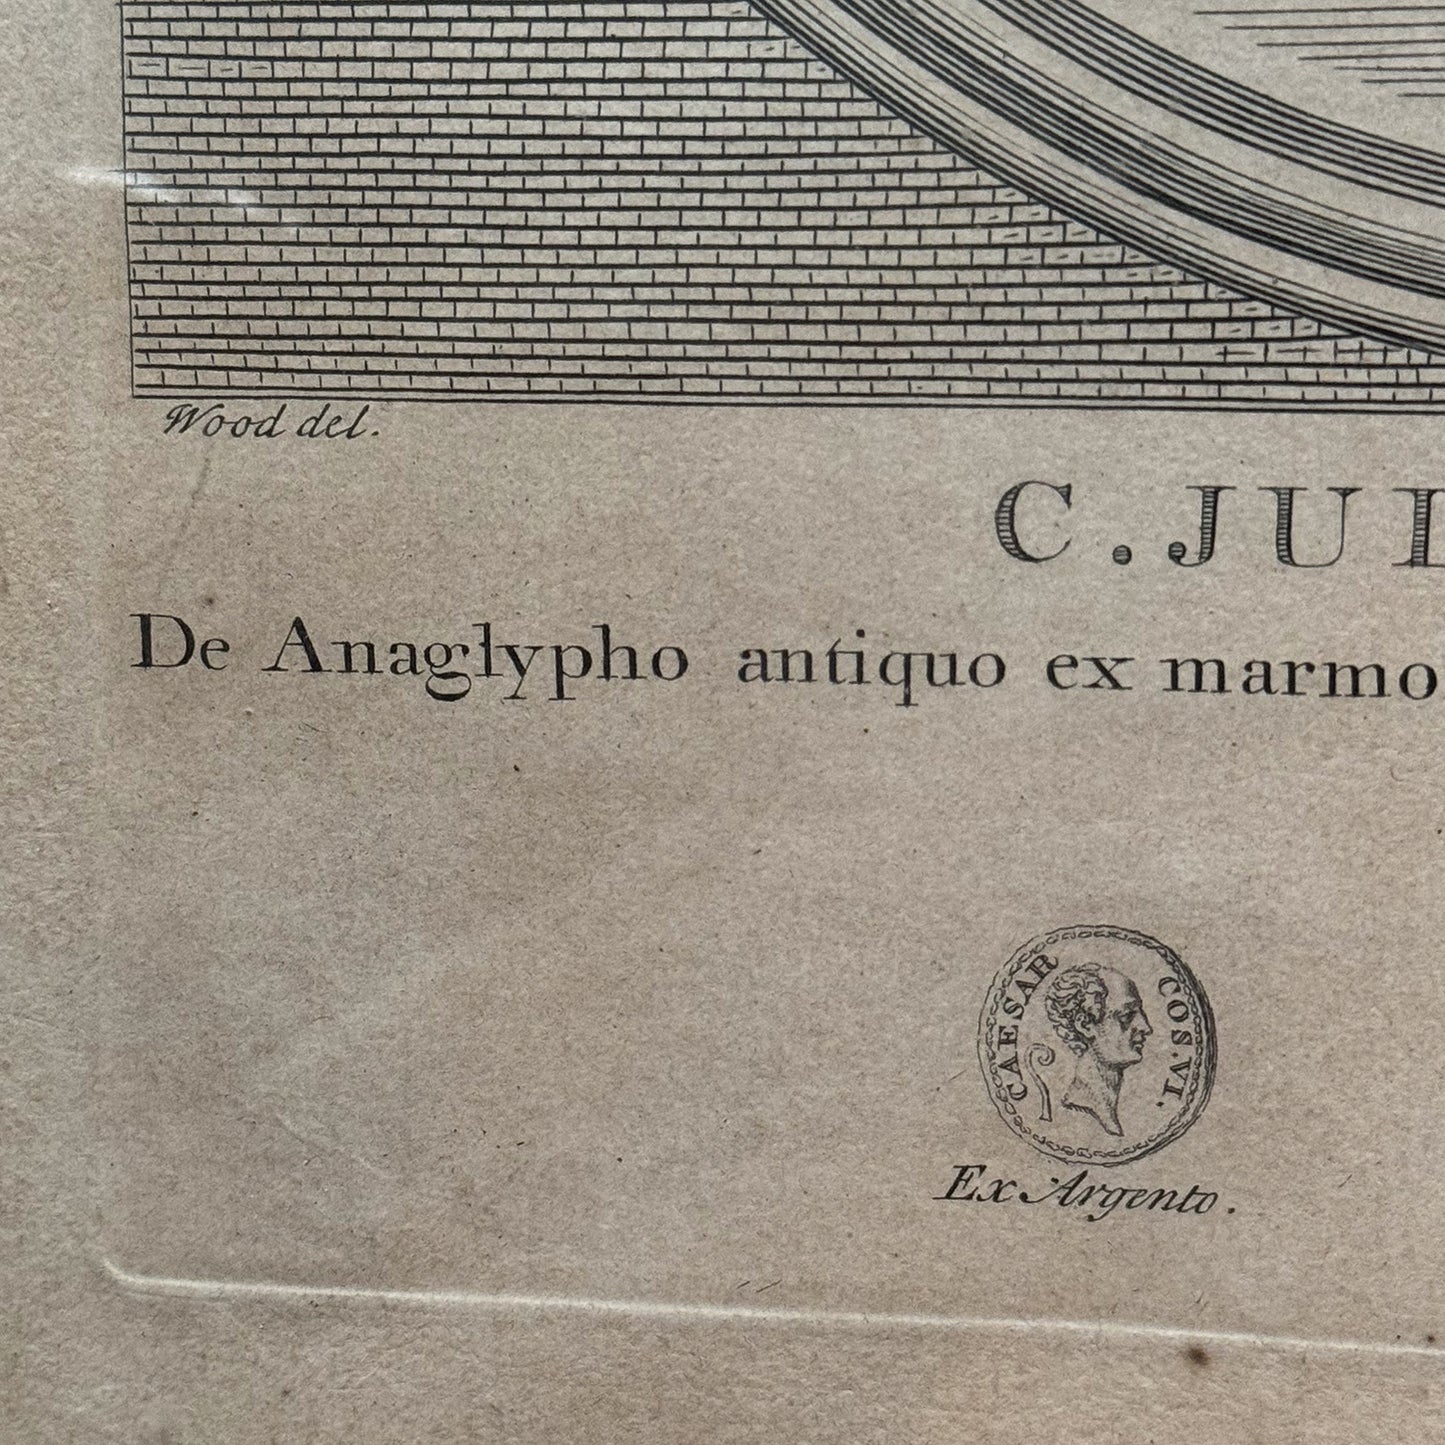 Wood del.
C. JUL
De Anaglypho antiquo ex marmo
CAESAR COS.VI.
Ex Argento.